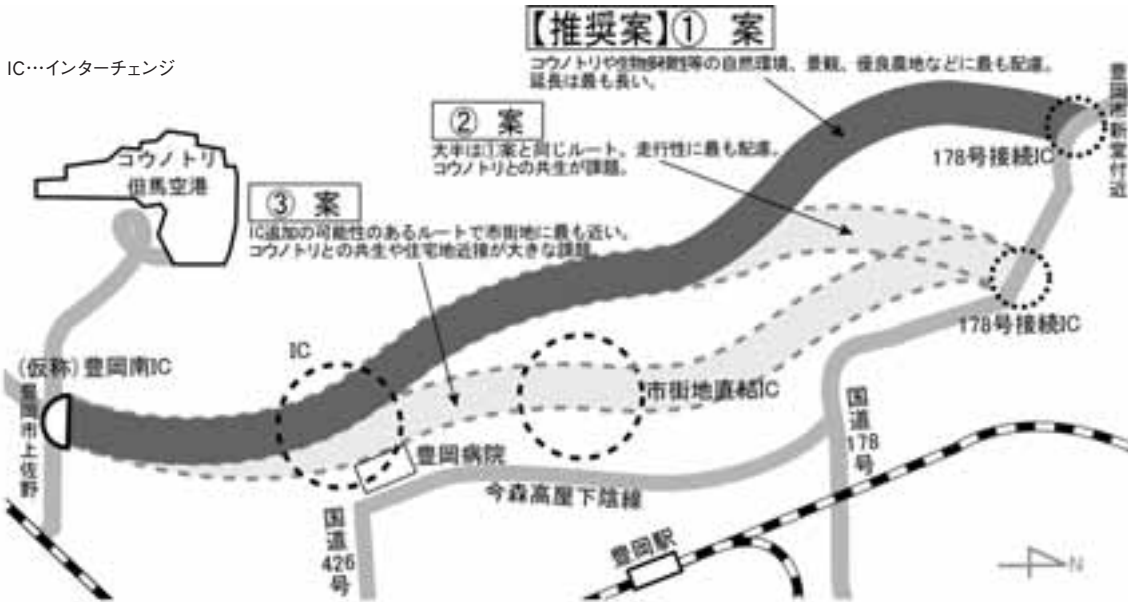 IC…インターチェンジ
【推奨案】① 案
コウノトリや生物多様性等の自然環境、景観、優良農地などに最も配慮。
延長は最も長い。
② 案
大半は①案と同じルート。走行性に最も配慮。
コウノトリとの共生が課題。
③ 案
IC追加の可能性のあるルートで市街地に最も近い。
コウノトリとの共生や住宅地近接が大きな課題。
コウノトリ
但馬空港
178号接続IC
豊岡市新堂付近
178号接続IC
IC
(仮称)豊岡南IC
豊岡市上佐野
市街地直結IC
豊岡病院
今森高屋下陰線
国道178号
国道426号
豊岡駅
N